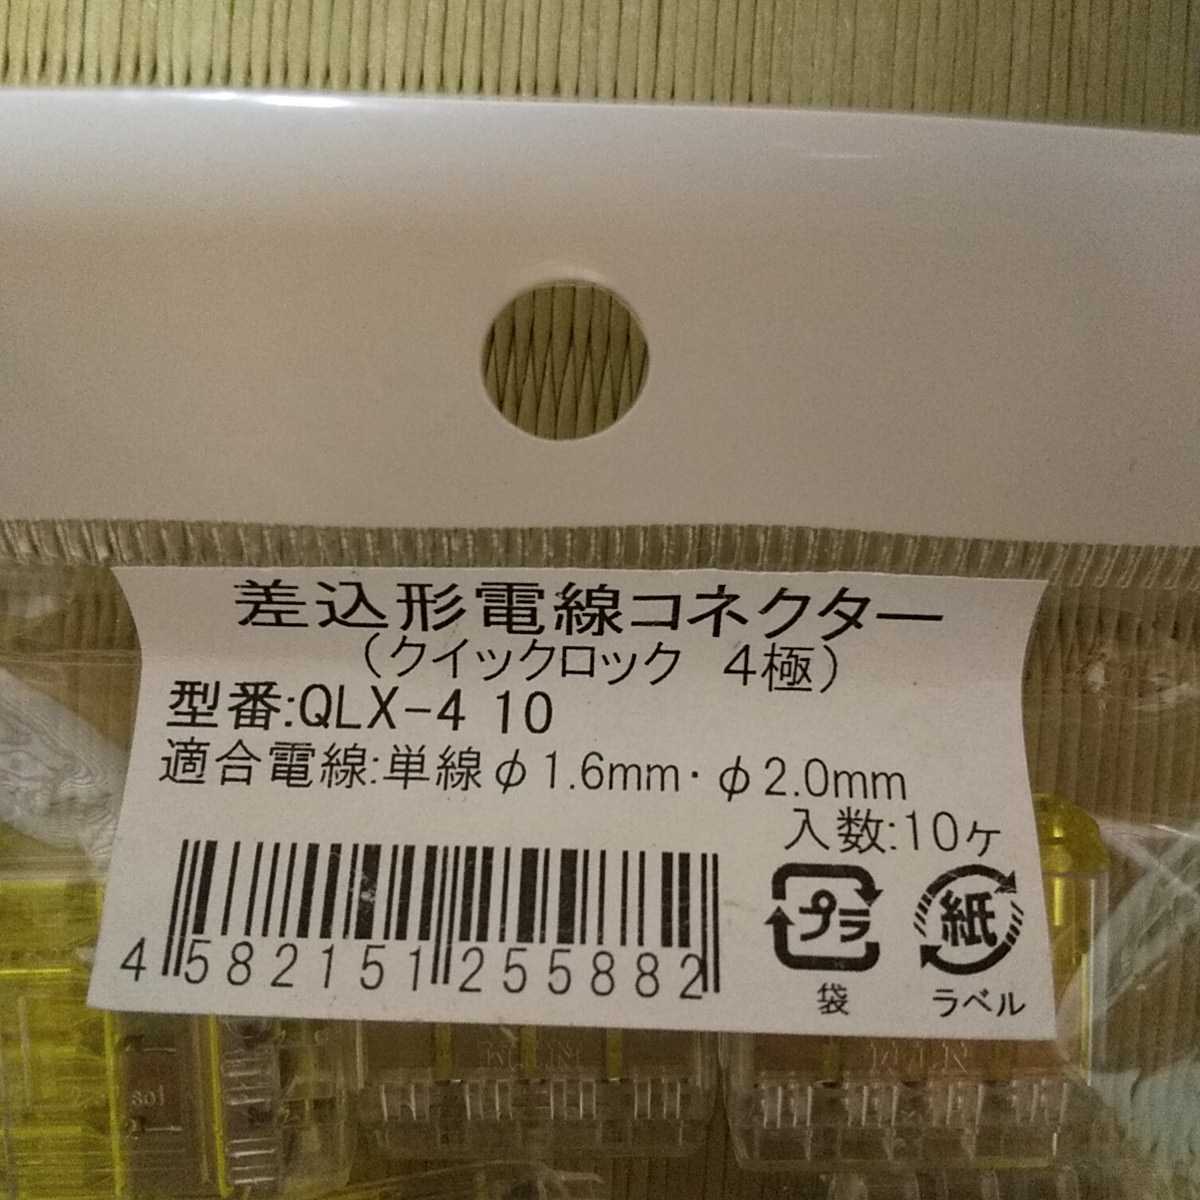 差込形電線コネクター
（クイックロック　４極）
型番:QLX-4 10
適合電線:単線φ1.6mm・φ2.0mm
入数:10ヶ
4 582151 255882
プラ
袋
紙
ラベル
sol